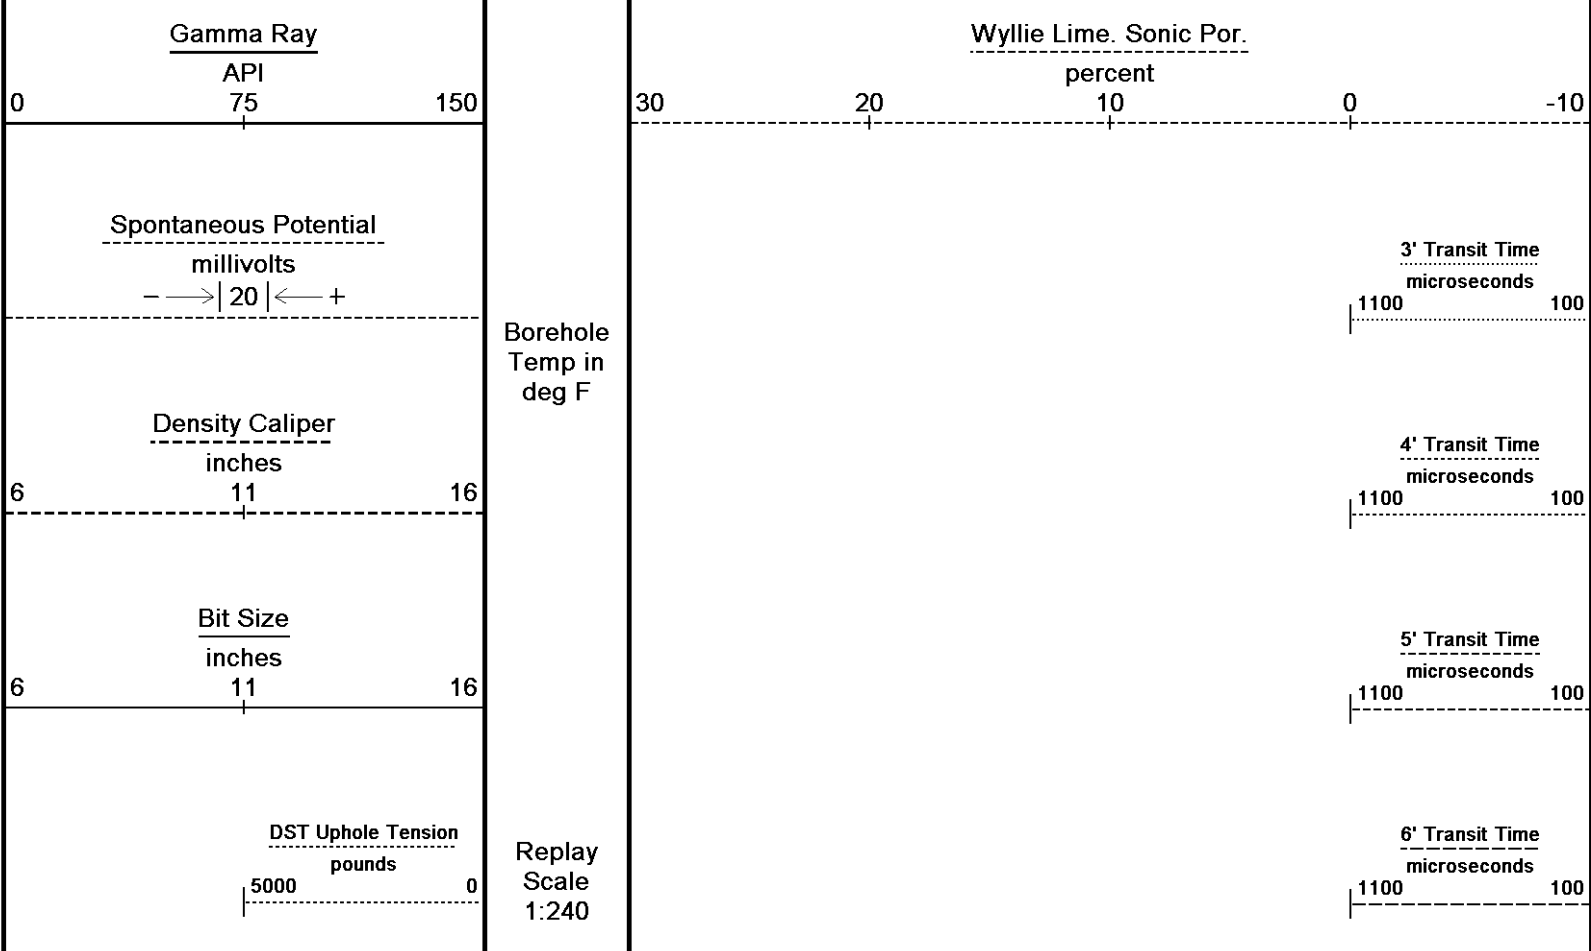 Gamma Ray
API
0 75 150
Spontaneous Potential
millivolts
− 20 +
Density Caliper
inches
6 11 16
Bit Size
inches
6 11 16
DST Uphole Tension
pounds
5000 0
Borehole
Temp in
deg F
Replay
Scale
1:240
Wyllie Lime. Sonic Por.
percent
30 20 10 0 -10
3' Transit Time
microseconds
1100 100
4' Transit Time
microseconds
1100 100
5' Transit Time
microseconds
1100 100
6' Transit Time
microseconds
1100 100